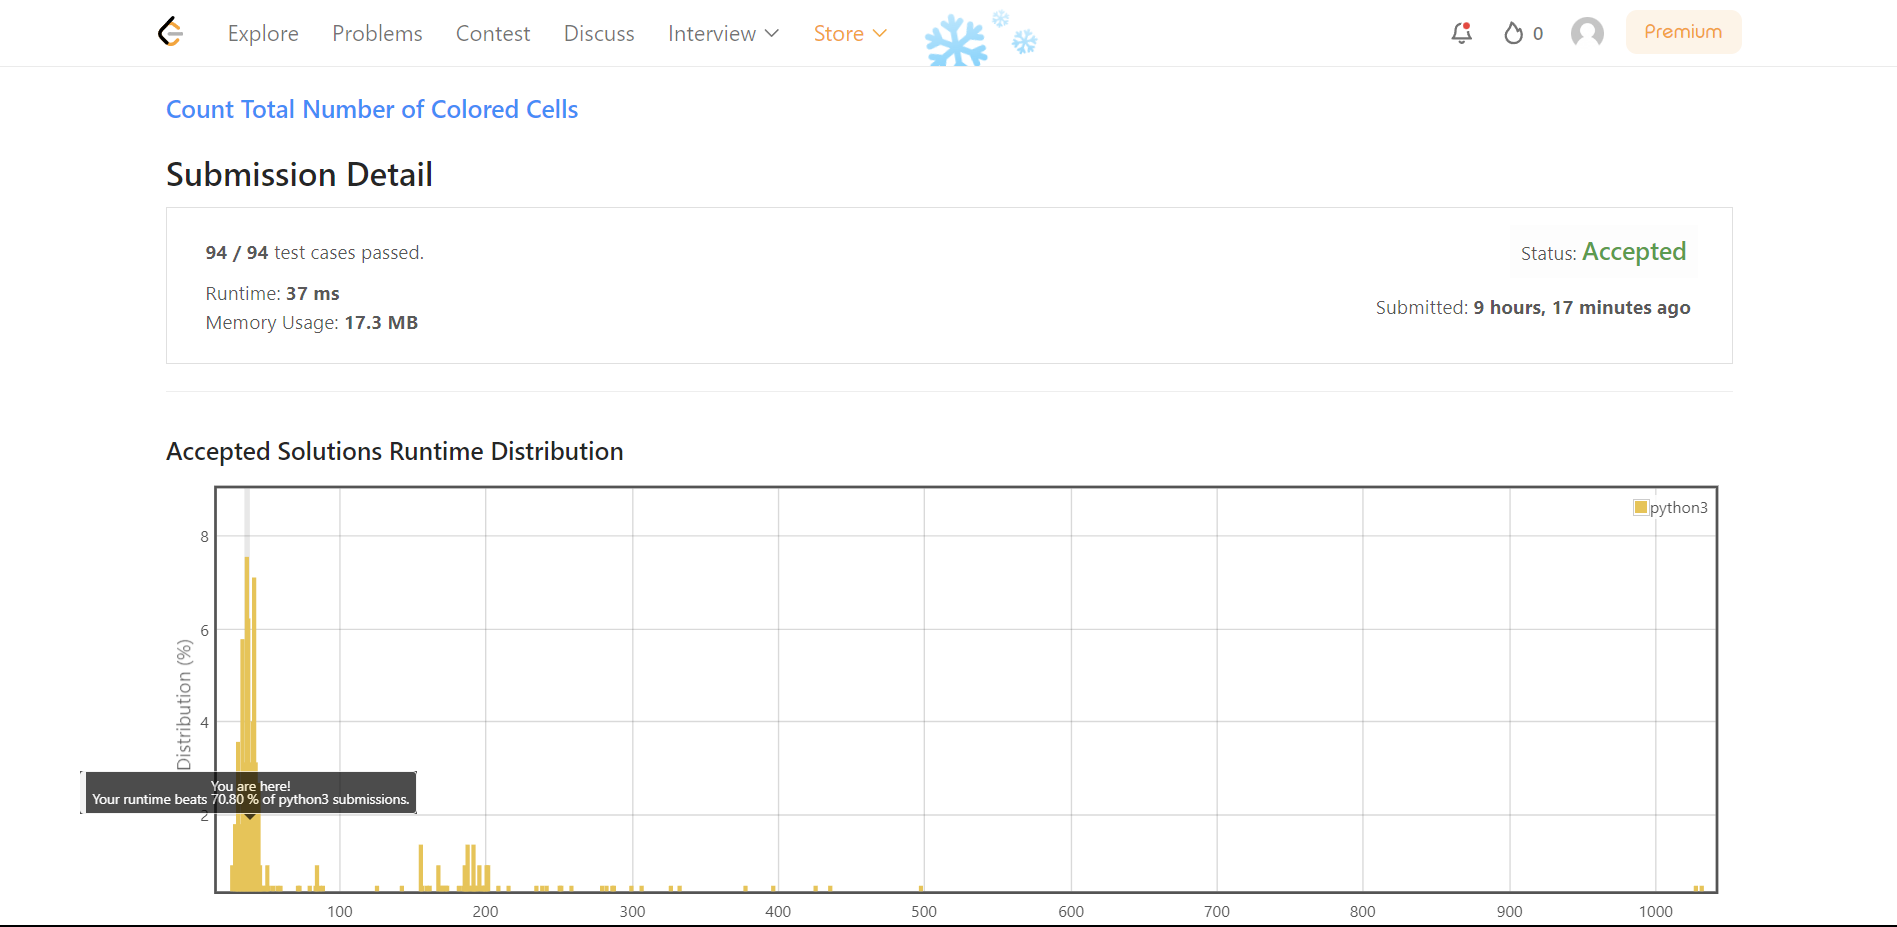 Explore Problems Contest Discuss Interview Store 0 Premium
Count Total Number of Colored Cells
Submission Detail
94 / 94 test cases passed.
Status: Accepted
Runtime: 37 ms
Submitted: 9 hours, 17 minutes ago
Memory Usage: 17.3 MB
Accepted Solutions Runtime Distribution
python3
8
6
4
2
Distribution (%)
You are here!
Your runtime beats 70.80 % of python3 submissions.
100 200 300 400 500 600 700 800 900 1000